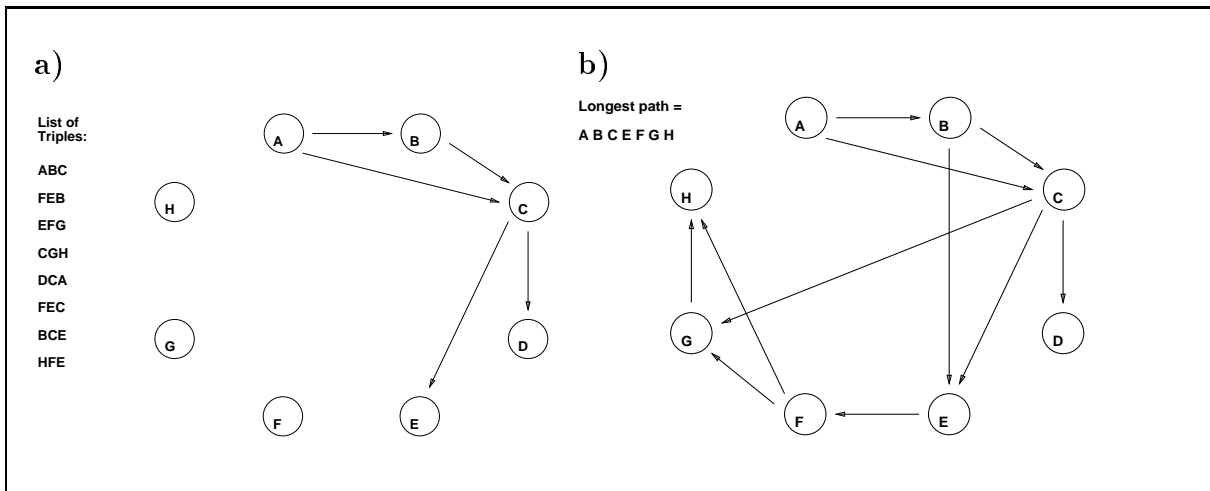 a)
List of
Triples:
ABC
FEB
EFG
CGH
DCA
FEC
BCE
HFE
A
B
H
C
G
D
F
E
b)
Longest path =
A B C E F G H
A
B
H
C
G
D
F
E